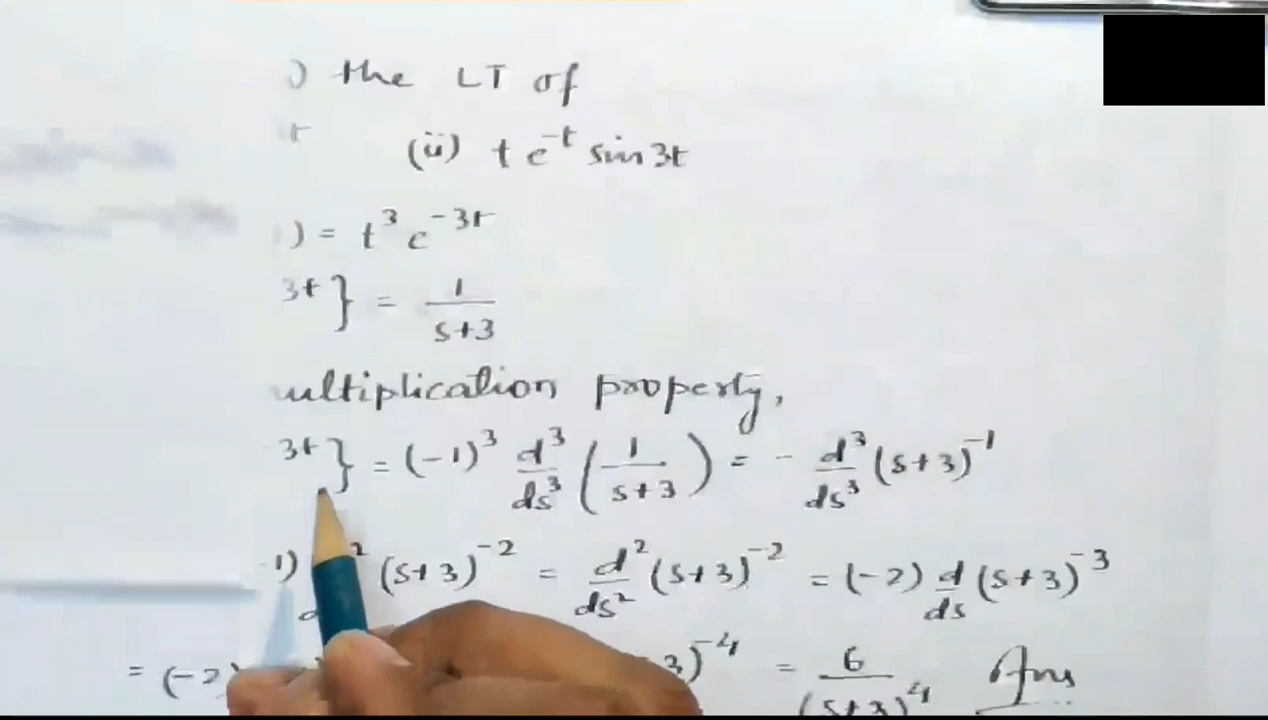 ) the LT of
t (ii) t e^-t sin 3t
) = t^3 e^-3t
3t } = 1/(s+3)
ultiplication property,
3t } = (-1)^3 d^3/ds^3 (1/(s+3)) = - d^3/ds^3 (s+3)^-1
-1) 2 (s+3)^-2 = d^2/ds^2 (s+3)^-2 = (-2) d/ds (s+3)^-3
= (-2) 3)^-4 = 6/(s+3)^4 Ans